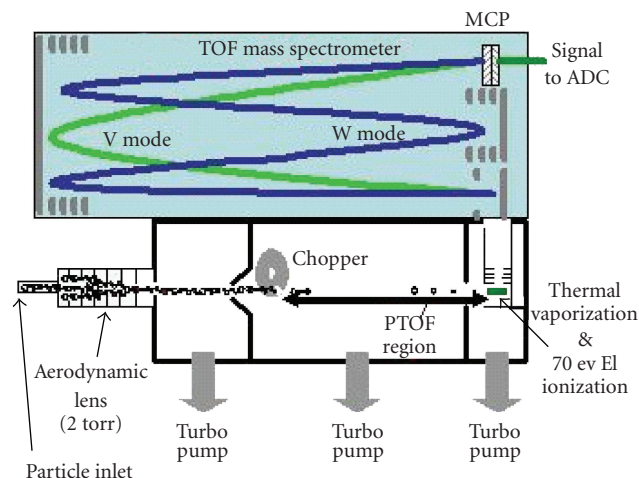 MCP
TOF mass spectrometer
Signal
to ADC
V mode
W mode
Chopper
PTOF
region
Thermal
vaporization
&
70 ev El
ionization
Aerodynamic
lens
(2 torr)
Particle inlet
Turbo
pump
Turbo
pump
Turbo
pump